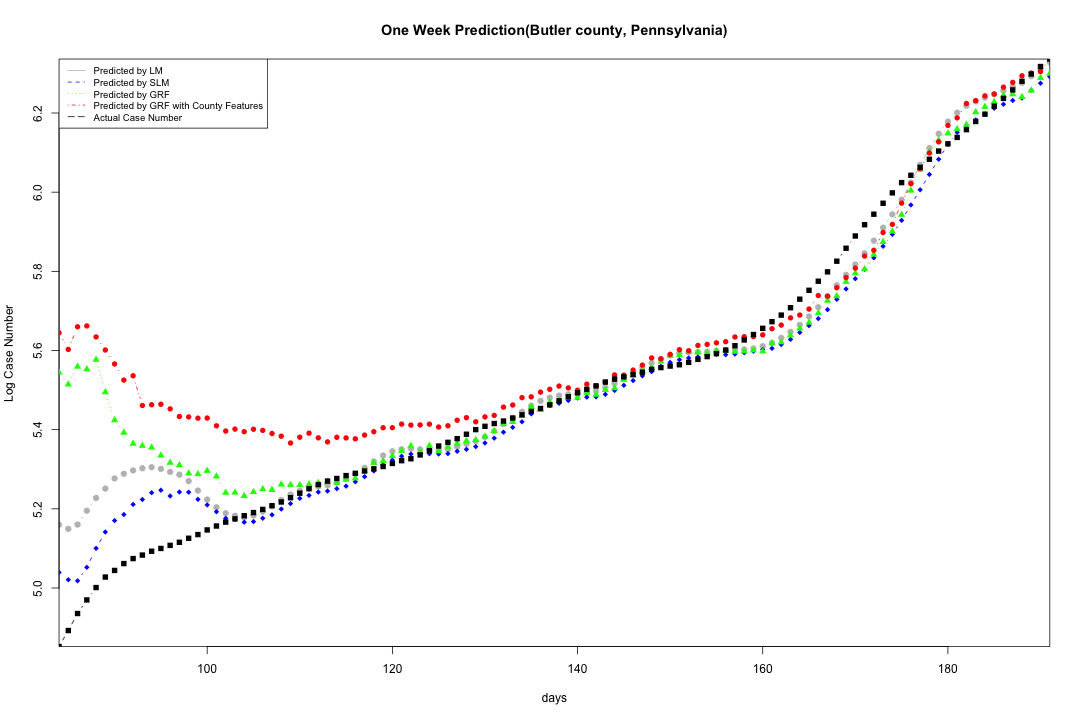 One Week Prediction(Butler county, Pennsylvania)
Predicted by LM
Predicted by SLM
Predicted by GRF
Predicted by GRF with County Features
Actual Case Number
Log Case Number
6.2
6.0
5.8
5.6
5.4
5.2
5.0
100
120
140
160
180
days